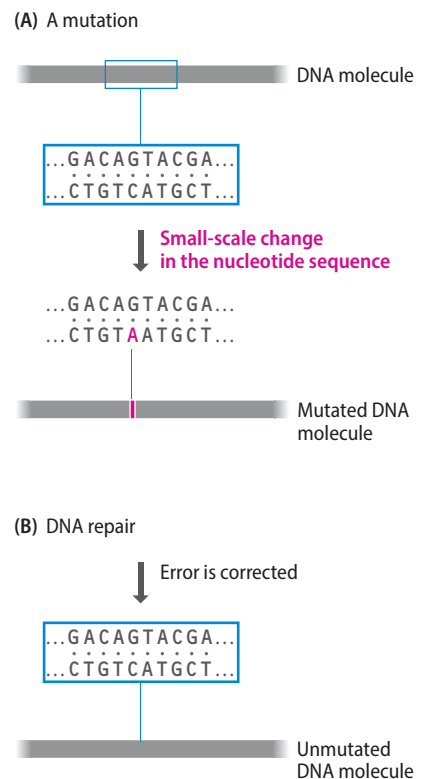 (A) A mutation
DNA molecule
...GACAGTACGA...
...CTGTCATGCT...
Small-scale change
in the nucleotide sequence
...GACAGTACGA...
...CTGTAATGCT...
Mutated DNA
molecule
(B) DNA repair
Error is corrected
...GACAGTACGA...
...CTGTCATGCT...
Unmutated
DNA molecule